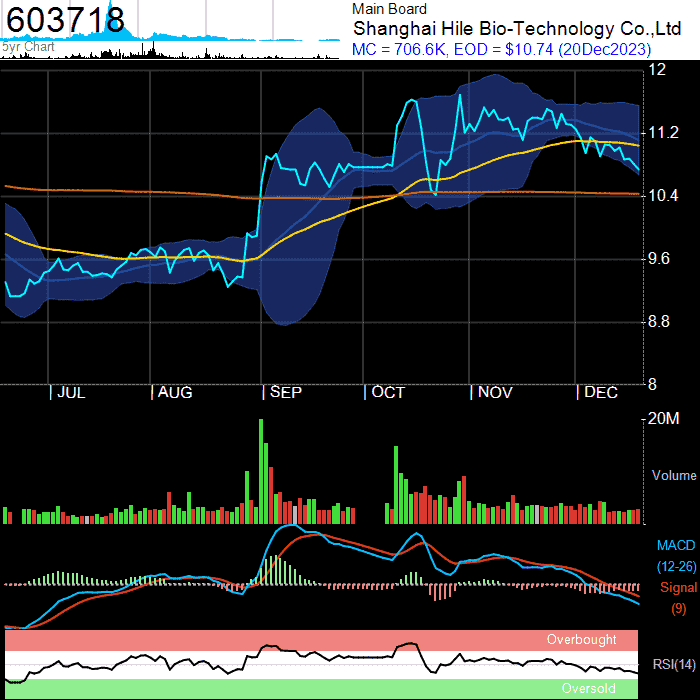 603718
Main Board
Shanghai Hile Bio-Technology Co.,Ltd
MC = 706.6K, EOD = $10.74 (20Dec2023)
5yr Chart
12
11.2
10.4
9.6
8.8
8
| JUL | AUG | SEP | OCT | NOV | DEC
20M
Volume
MACD
(12-26)
Signal
(9)
Overbought
RSI(14)
Oversold